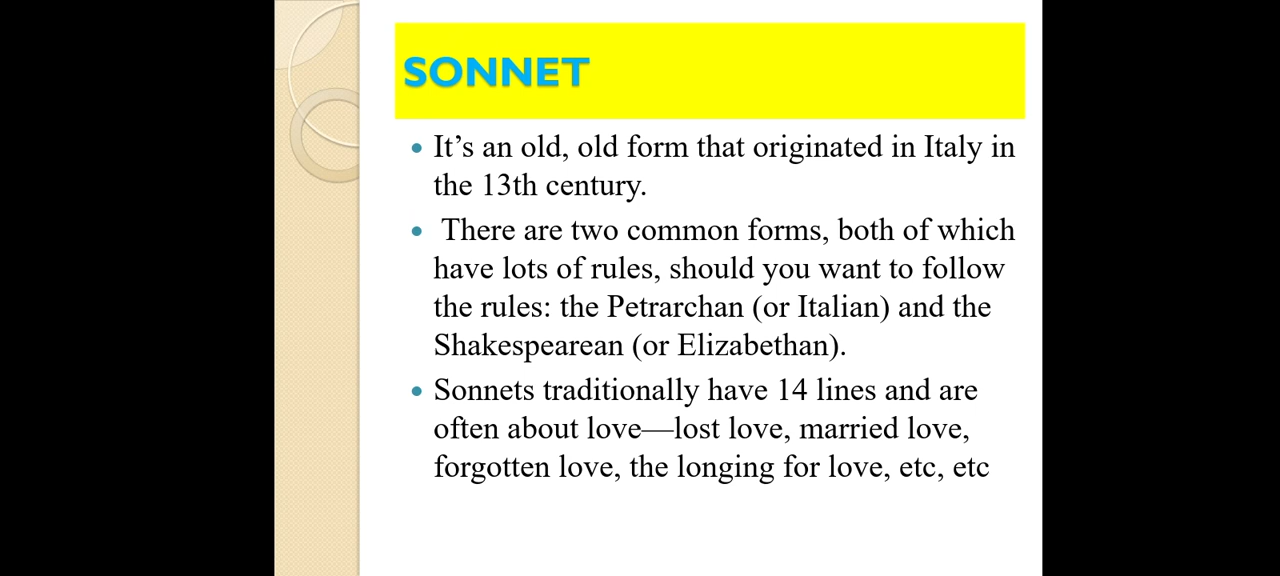 SONNET
• It’s an old, old form that originated in Italy in
the 13th century.
• There are two common forms, both of which
have lots of rules, should you want to follow
the rules: the Petrarchan (or Italian) and the
Shakespearean (or Elizabethan).
• Sonnets traditionally have 14 lines and are
often about love—lost love, married love,
forgotten love, the longing for love, etc, etc